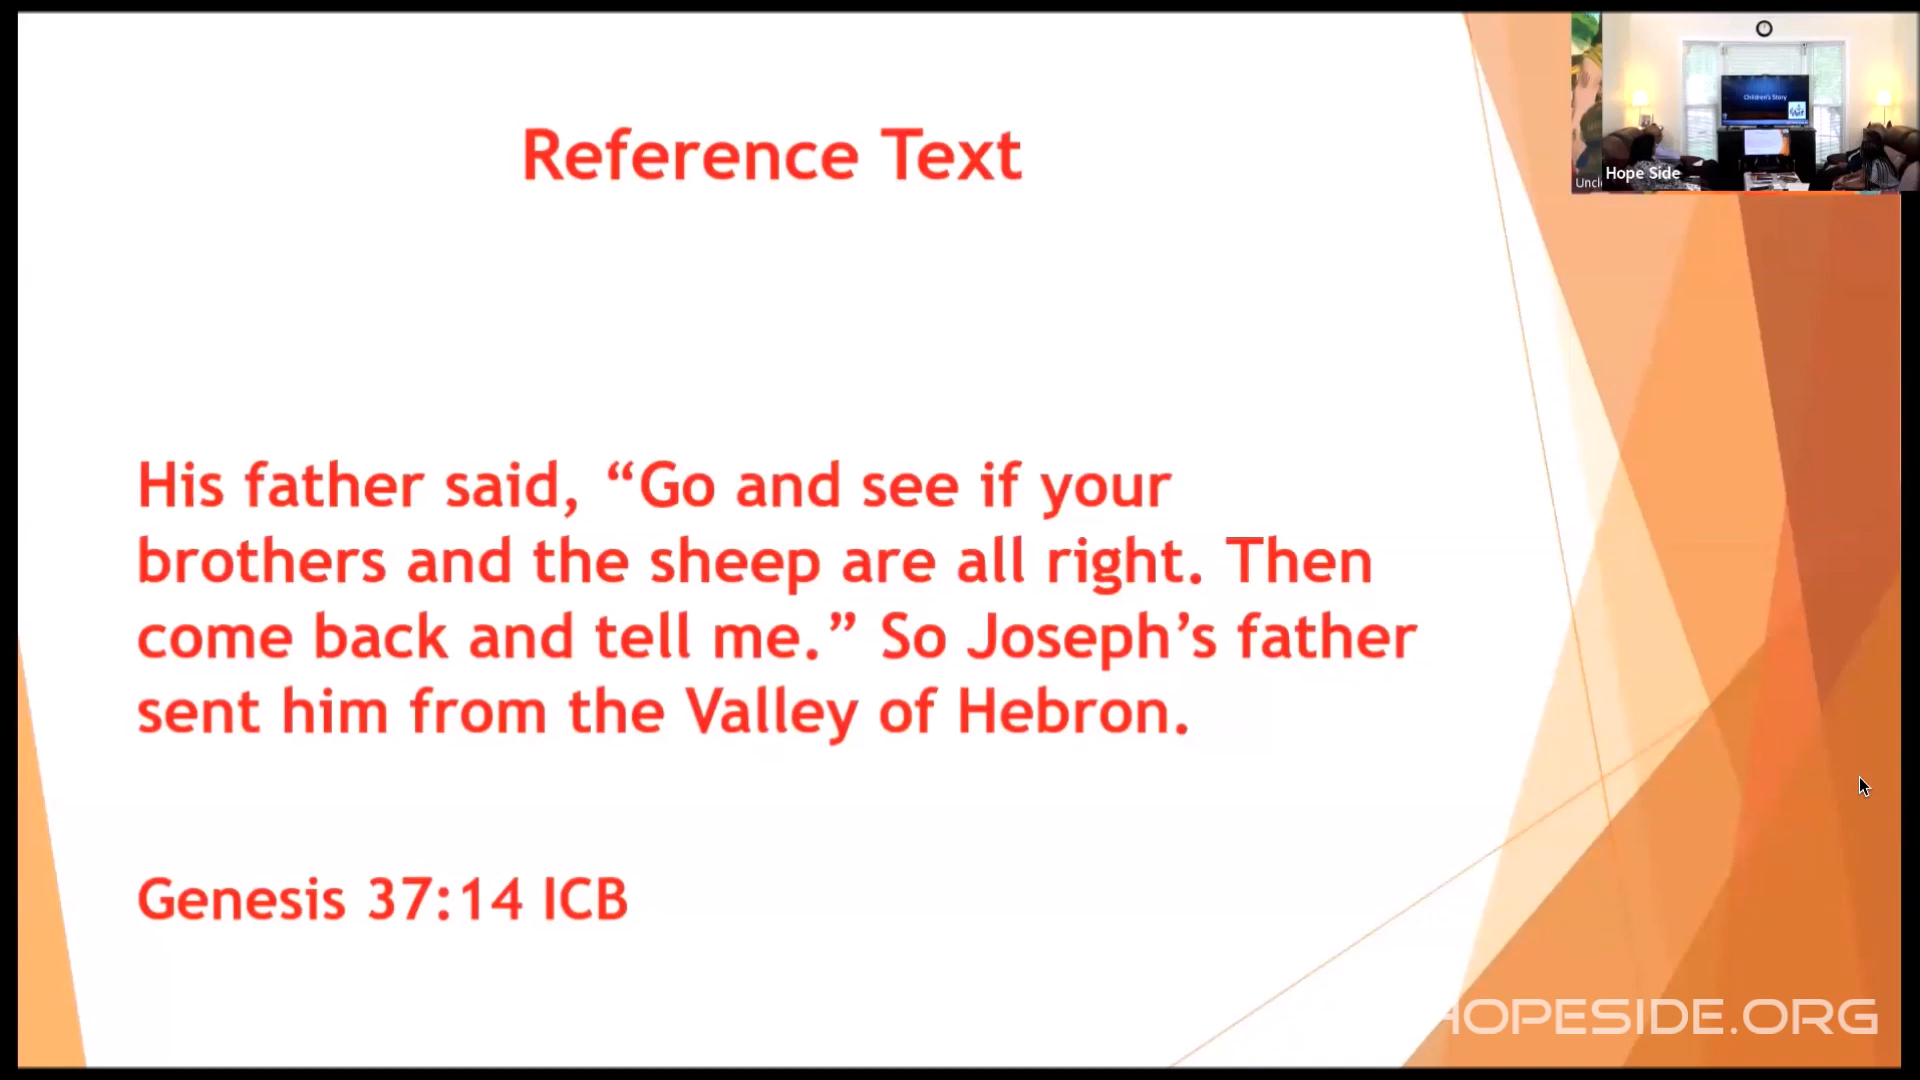 Reference Text
His father said, “Go and see if your
brothers and the sheep are all right. Then
come back and tell me.” So Joseph’s father
sent him from the Valley of Hebron.
Genesis 37:14 ICB
Children's Story
Hope Side
HOPESIDE.ORG